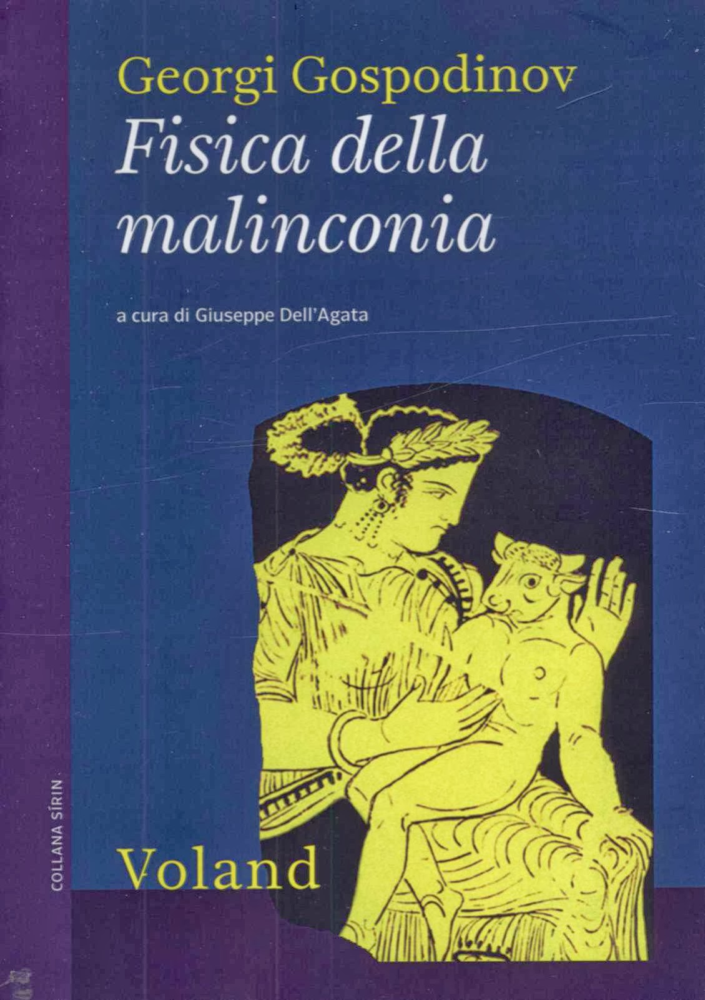 Georgi Gospodinov
Fisica della
malinconia
a cura di Giuseppe Dell'Agata
COLLANA SÍRIN
Voland